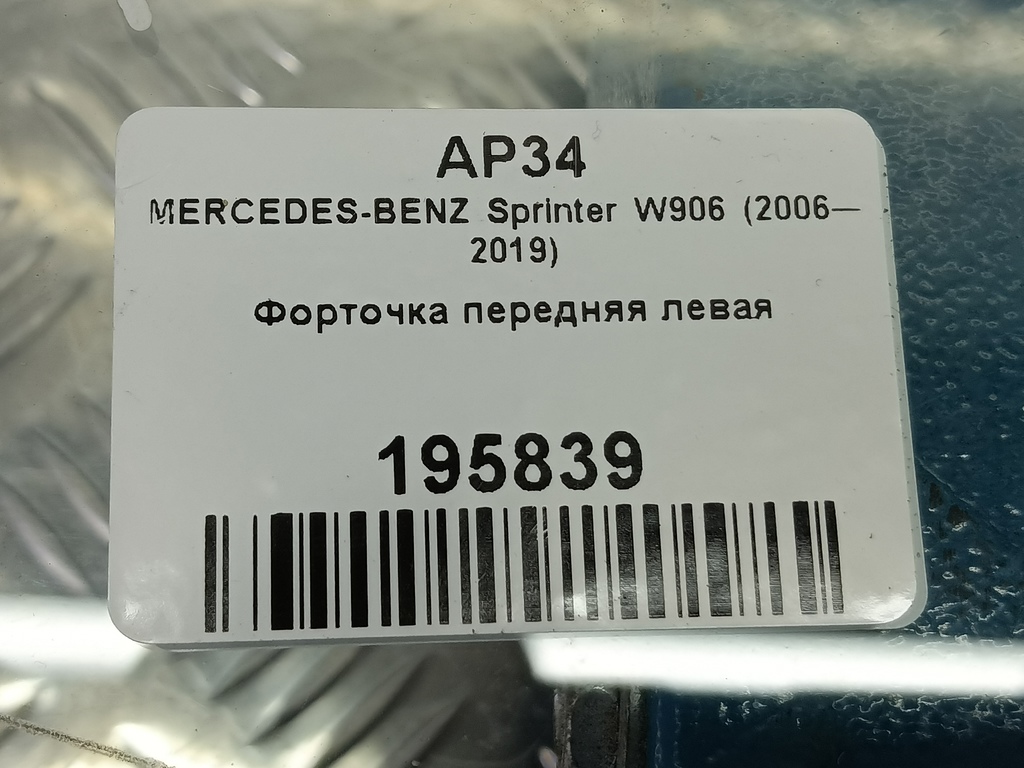 AP34
MERCEDES-BENZ Sprinter W906 (2006—
2019)
Форточка передняя левая
195839